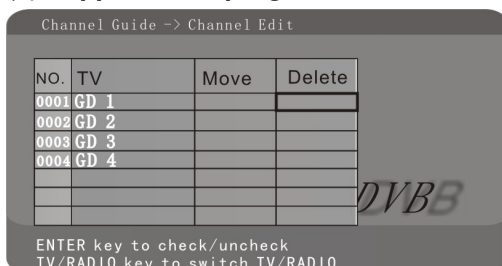 Channel Guide -> Channel Edit
NO. TV Move Delete
0001 GD 1
0002 GD 2
0003 GD 3
0004 GD 4
DVB
ENTER key to check/uncheck
TV/RADIO key to switch TV/RADIO